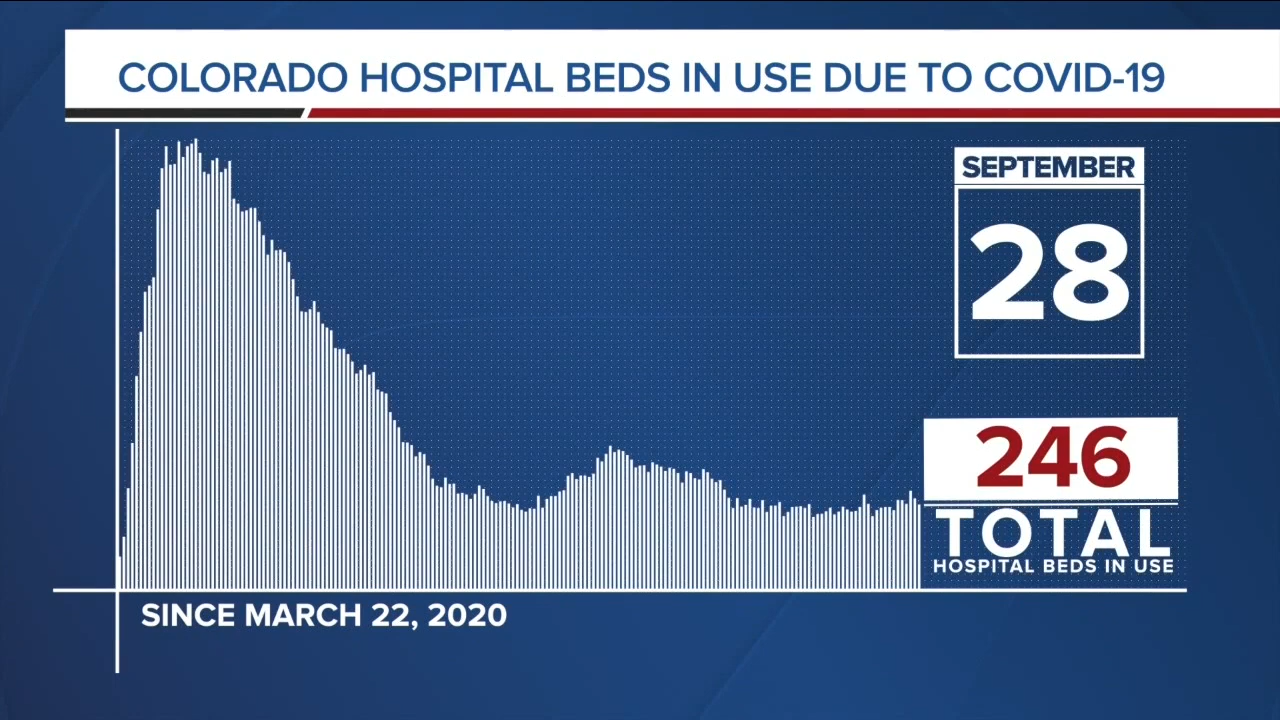 COLORADO HOSPITAL BEDS IN USE DUE TO COVID-19
SEPTEMBER
28
246
TOTAL
HOSPITAL BEDS IN USE
SINCE MARCH 22, 2020